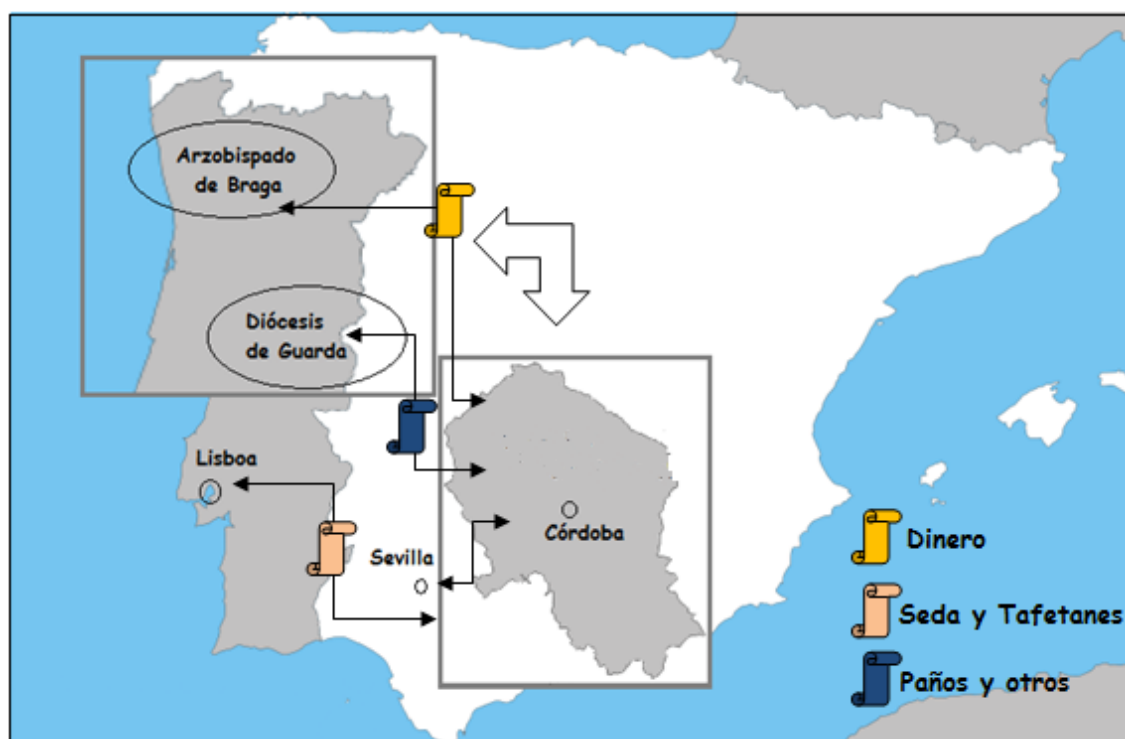 Arzobispado
de Braga
Diócesis
de Guarda
Lisboa
Sevilla
Córdoba
Dinero
Seda y Tafetanes
Paños y otros